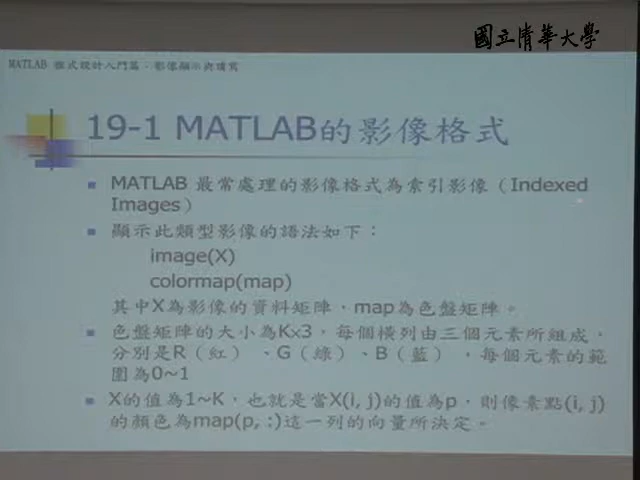 國立清華大學
MATLAB 程式設計入門篇：影像顯示與讀寫
19-1 MATLAB的影像格式
MATLAB 最常處理的影像格式為索引影像（Indexed
Images）
顯示此類型影像的語法如下：
image(X)
colormap(map)
其中X為影像的資料矩陣，map為色盤矩陣。
色盤矩陣的大小為K×3，每個橫列由三個元素所組成，
分別是R（紅）、G（綠）、B（藍），每個元素的範
圍為0~1
X的值為1~K，也就是當X(i, j)的值為p，則像素點(i, j)
的顏色為map(p, :)這一列的向量所決定。